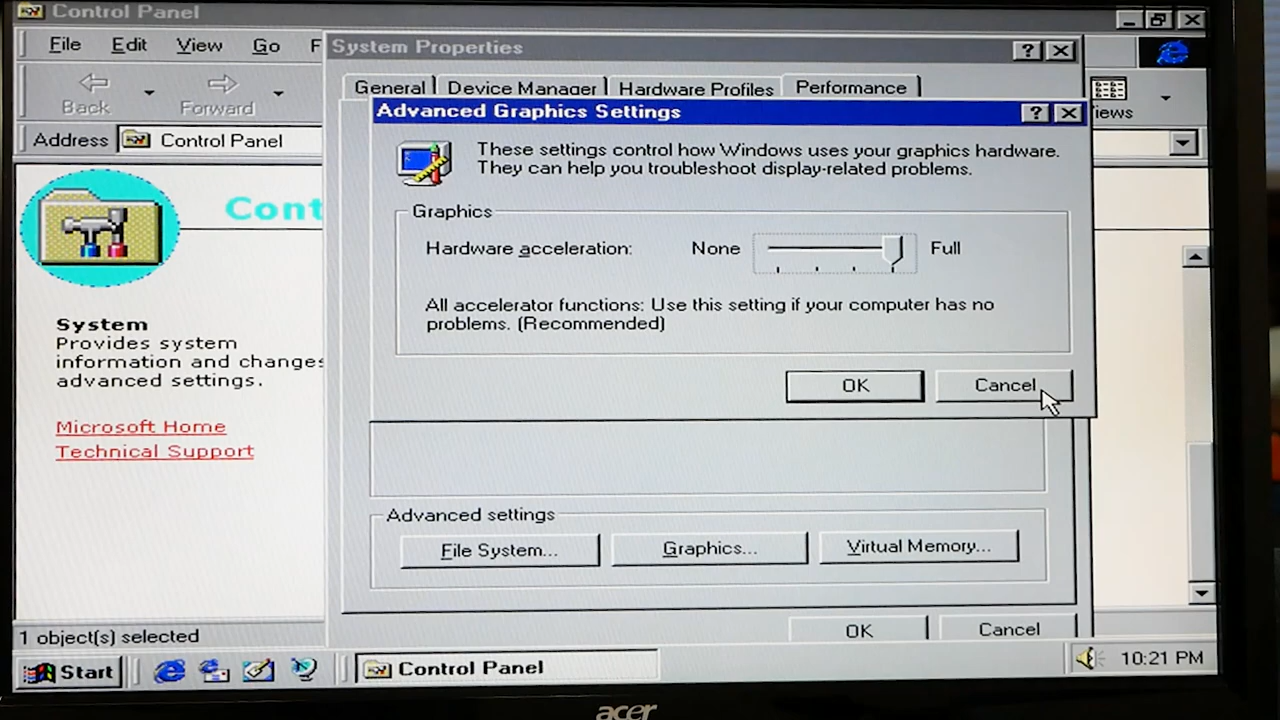 Control Panel
File Edit View Go F
Back Forward iews
Address Control Panel
Cont
System
Provides system
information and changes
advanced settings.
Microsoft Home
Technical Support
System Properties
General Device Manager Hardware Profiles Performance
Advanced Graphics Settings
These settings control how Windows uses your graphics hardware.
They can help you troubleshoot display-related problems.
Graphics
Hardware acceleration: None Full
All accelerator functions: Use this setting if your computer has no
problems. (Recommended)
OK Cancel
Advanced settings
File System... Graphics... Virtual Memory...
OK Cancel
1 object(s) selected
Start Control Panel 10:21 PM
acer